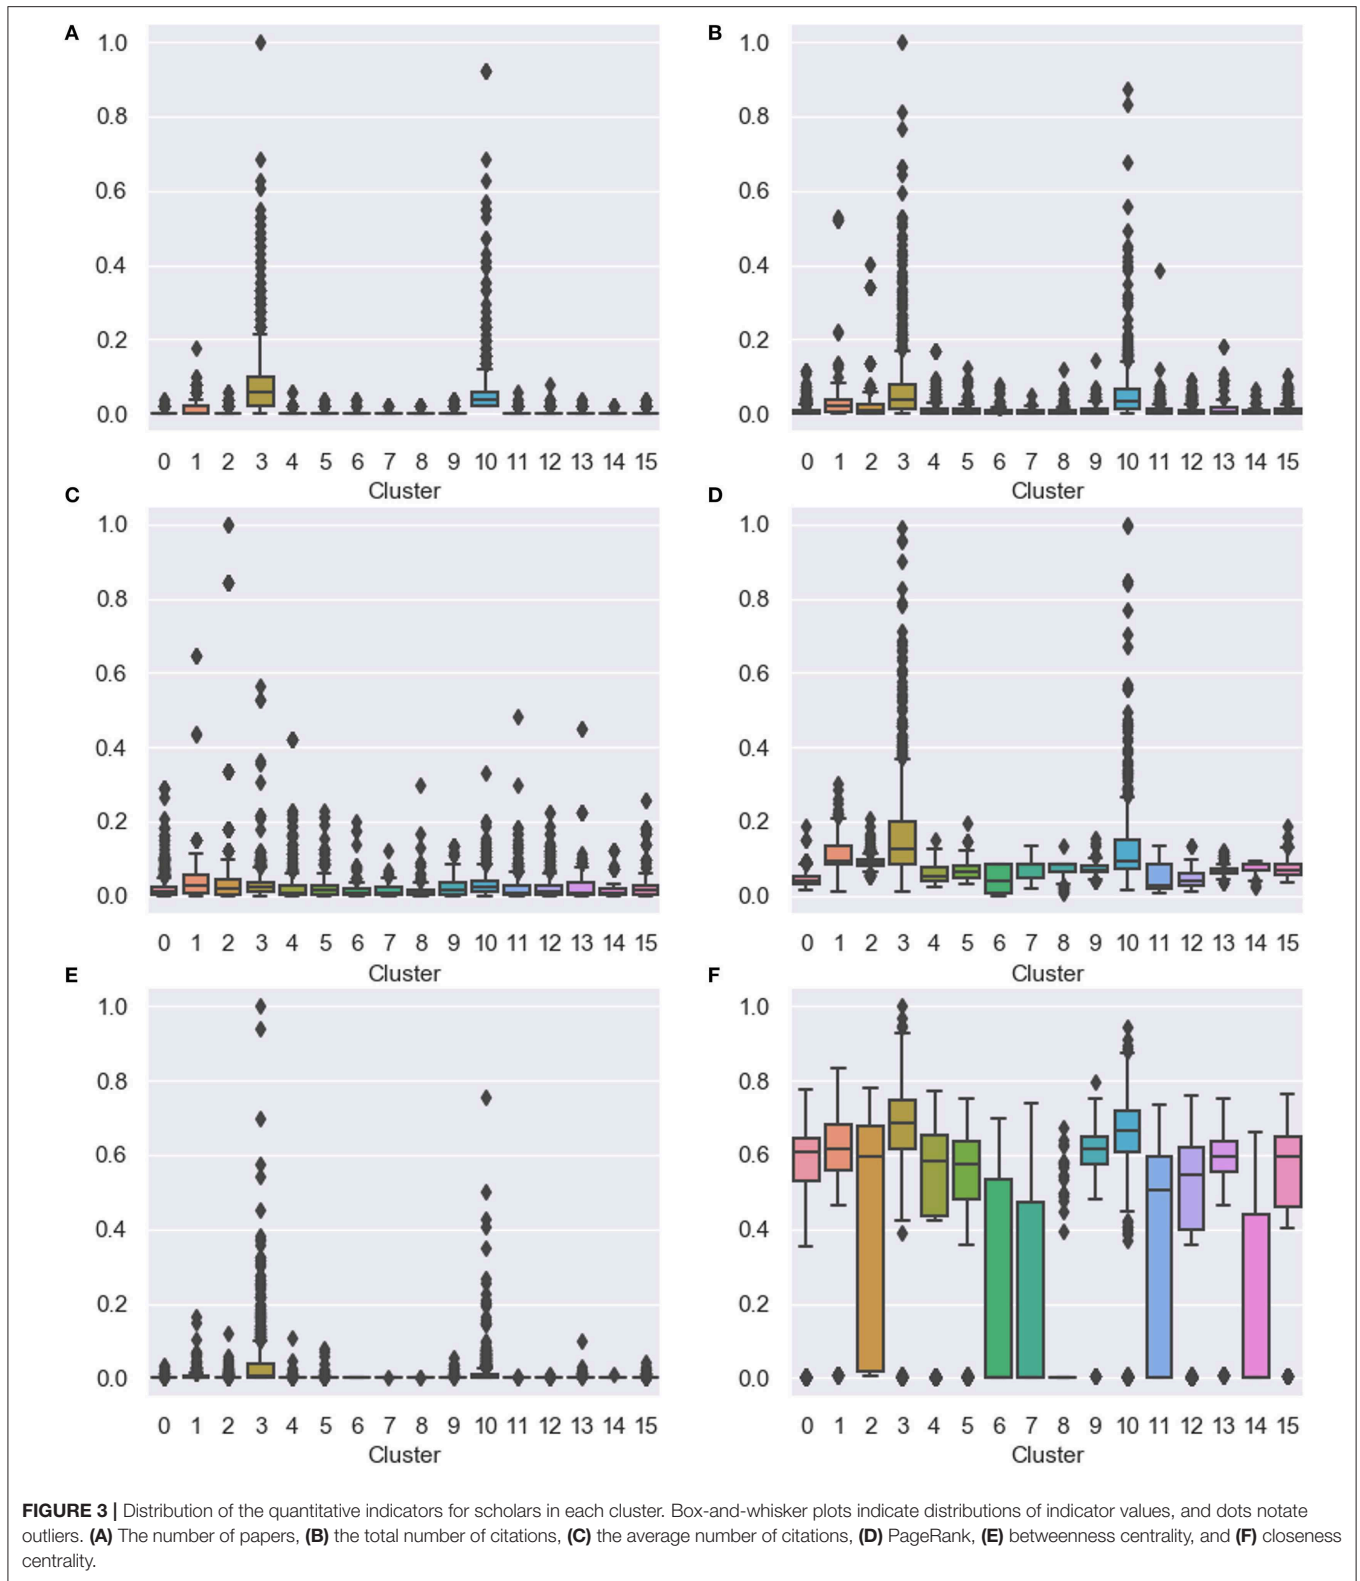 A
1.0
0.8
0.6
0.4
0.2
0.0
0 1 2 3 4 5 6 7 8 9 10 11 12 13 14 15
Cluster
B
1.0
0.8
0.6
0.4
0.2
0.0
0 1 2 3 4 5 6 7 8 9 10 11 12 13 14 15
Cluster
C
1.0
0.8
0.6
0.4
0.2
0.0
0 1 2 3 4 5 6 7 8 9 10 11 12 13 14 15
Cluster
D
1.0
0.8
0.6
0.4
0.2
0.0
0 1 2 3 4 5 6 7 8 9 10 11 12 13 14 15
Cluster
E
1.0
0.8
0.6
0.4
0.2
0.0
0 1 2 3 4 5 6 7 8 9 10 11 12 13 14 15
Cluster
F
1.0
0.8
0.6
0.4
0.2
0.0
0 1 2 3 4 5 6 7 8 9 10 11 12 13 14 15
Cluster
FIGURE 3 | Distribution of the quantitative indicators for scholars in each cluster. Box-and-whisker plots indicate distributions of indicator values, and dots notate
outliers. (A) The number of papers, (B) the total number of citations, (C) the average number of citations, (D) PageRank, (E) betweenness centrality, and (F) closeness
centrality.